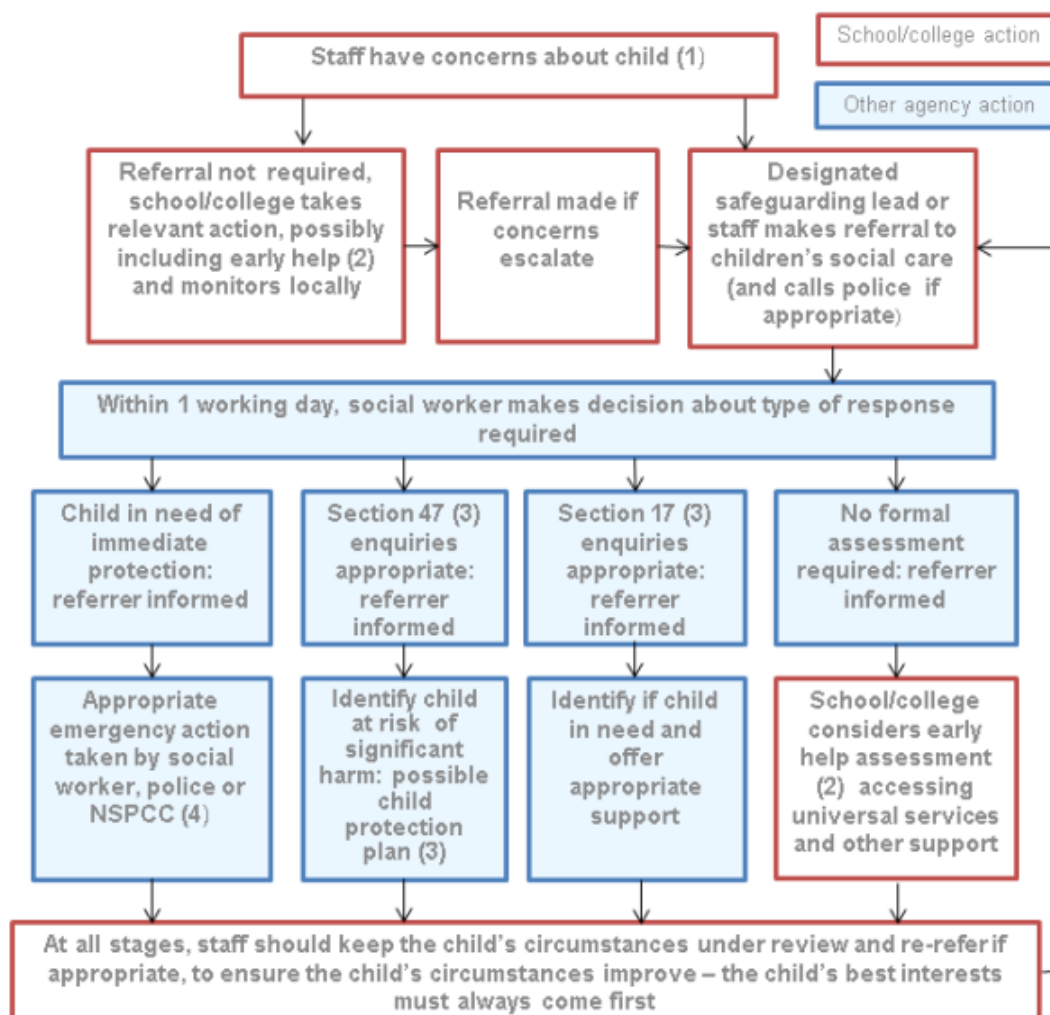 School/college action
Staff have concerns about child (1)
Other agency action
Referral not required,
school/college takes
relevant action, possibly
including early help (2)
and monitors locally
Referral made if
concerns
escalate
Designated
safeguarding lead or
staff makes referral to
children's social care
(and calls police if
appropriate)
Within 1 working day, social worker makes decision about type of response
required
Child in need of
immediate
protection:
referrer informed
Section 47 (3)
enquiries
appropriate:
referrer
informed
Section 17 (3)
enquiries
appropriate:
referrer
informed
No formal
assessment
required: referrer
informed
Appropriate
emergency action
taken by social
worker, police or
NSPCC (4)
Identify child
at risk of
significant
harm: possible
child
protection
plan (3)
Identify if child
in need and
offer
appropriate
support
School/college
considers early
help assessment
(2) accessing
universal services
and other support
At all stages, staff should keep the child's circumstances under review and re-refer if
appropriate, to ensure the child's circumstances improve – the child's best interests
must always come first